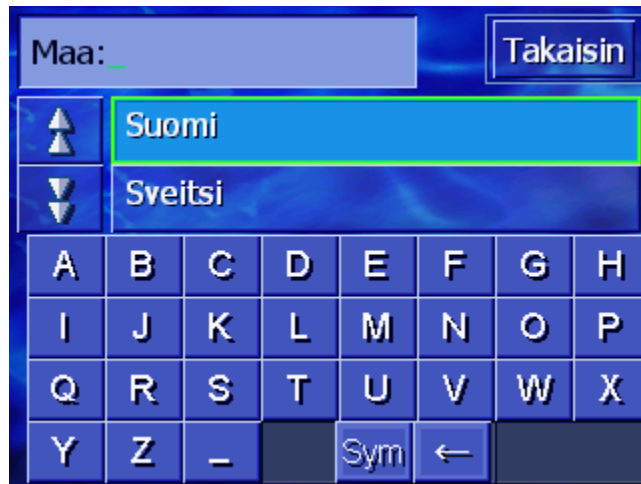 Maa:_ Takaisin
Suomi
Sveitsi
A B C D E F G H
I J K L M N O P
Q R S T U V W X
Y Z _ Sym ←